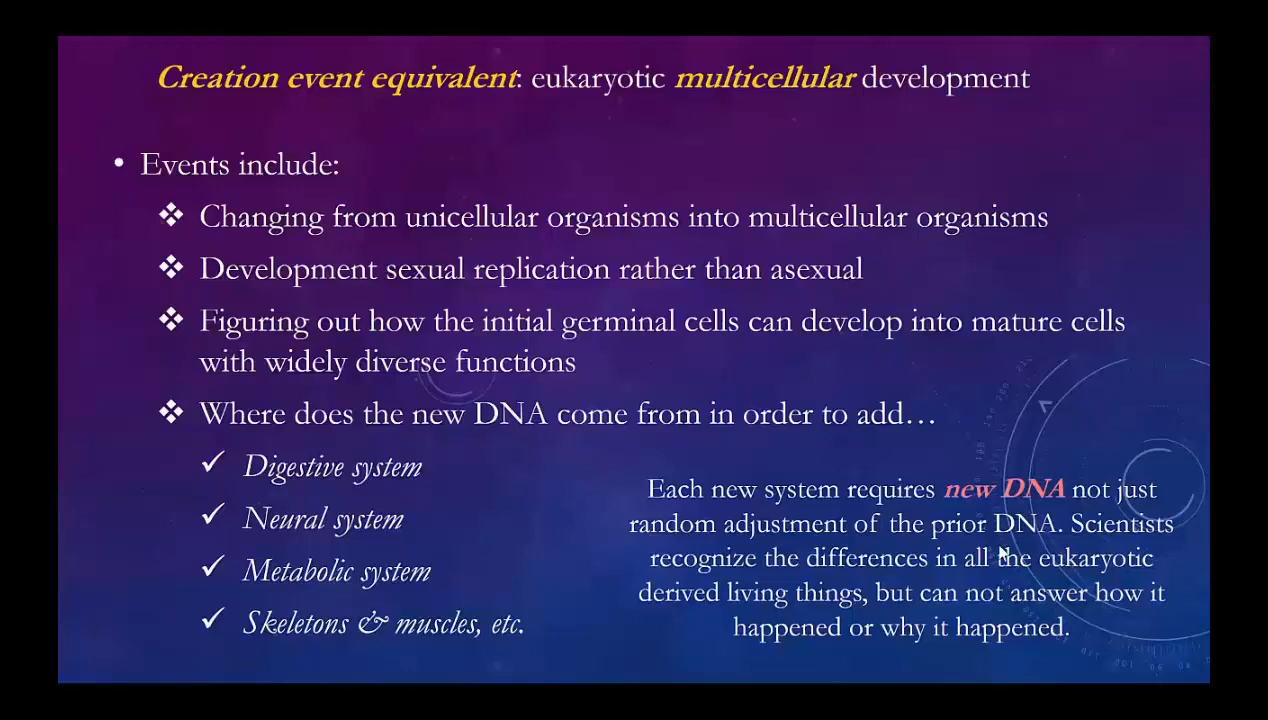 Creation event equivalent: eukaryotic multicellular development
• Events include:
❖ Changing from unicellular organisms into multicellular organisms
❖ Development sexual replication rather than asexual
❖ Figuring out how the initial germinal cells can develop into mature cells
with widely diverse functions
❖ Where does the new DNA come from in order to add…
✓ Digestive system
✓ Neural system
✓ Metabolic system
✓ Skeletons & muscles, etc.
Each new system requires new DNA not just
random adjustment of the prior DNA. Scientists
recognize the differences in all the eukaryotic
derived living things, but can not answer how it
happened or why it happened.